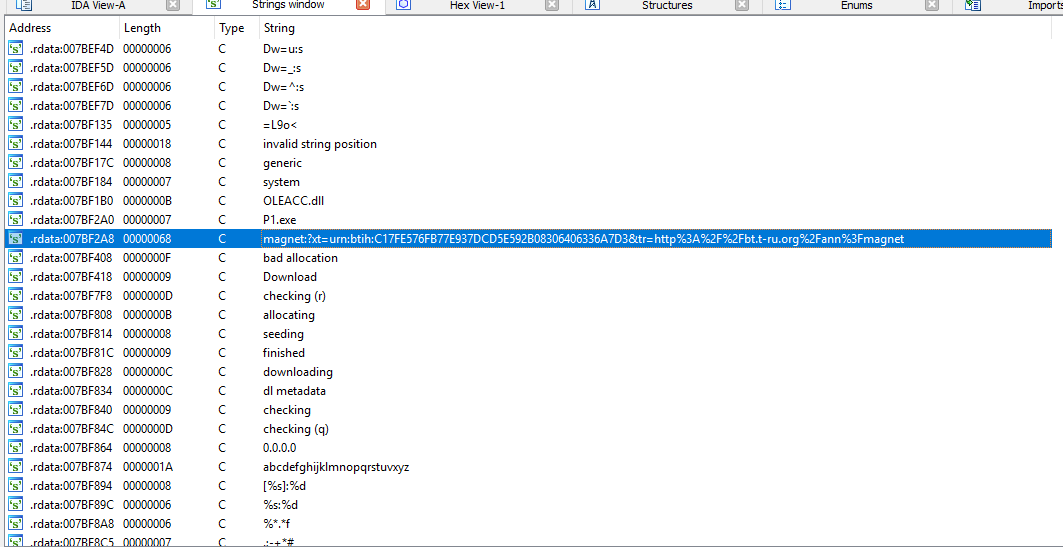 IDA View-A Strings window Hex View-1 Structures Enums Imports
Address Length Type String
.rdata:007BEF4D 00000006 C Dw=u:s
.rdata:007BEF5D 00000006 C Dw=_:s
.rdata:007BEF6D 00000006 C Dw=^:s
.rdata:007BEF7D 00000006 C Dw=`:s
.rdata:007BF135 00000005 C =L9o<
.rdata:007BF144 00000018 C invalid string position
.rdata:007BF17C 00000008 C generic
.rdata:007BF184 00000007 C system
.rdata:007BF1B0 0000000B C OLEACC.dll
.rdata:007BF2A0 00000007 C P1.exe
.rdata:007BF2A8 00000068 C magnet:?xt=urn:btih:C17FE576FB77E937DCD5E592B08306406336A7D3&tr=http%3A%2F%2Fbt.t-ru.org%2Fann%3Fmagnet
.rdata:007BF408 0000000F C bad allocation
.rdata:007BF418 00000009 C Download
.rdata:007BF7F8 0000000D C checking (r)
.rdata:007BF808 0000000B C allocating
.rdata:007BF814 00000008 C seeding
.rdata:007BF81C 00000009 C finished
.rdata:007BF828 0000000C C downloading
.rdata:007BF834 0000000C C dl metadata
.rdata:007BF840 00000009 C checking
.rdata:007BF84C 0000000D C checking (q)
.rdata:007BF864 00000008 C 0.0.0.0
.rdata:007BF874 0000001A C abcdefghijklmnopqrstuvxyz
.rdata:007BF894 00000008 C [%s]:%d
.rdata:007BF89C 00000006 C %s:%d
.rdata:007BF8A8 00000006 C %*.*f
.rdata:007BF8C5 00000007 C .:-+*#